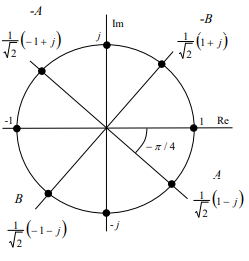 -A
Im
-B
1/√2 (−1 + j)
j
1/√2 (1 + j)
-1
1
Re
− π / 4
B
A
1/√2 (−1 − j)
-j
1/√2 (1 − j)